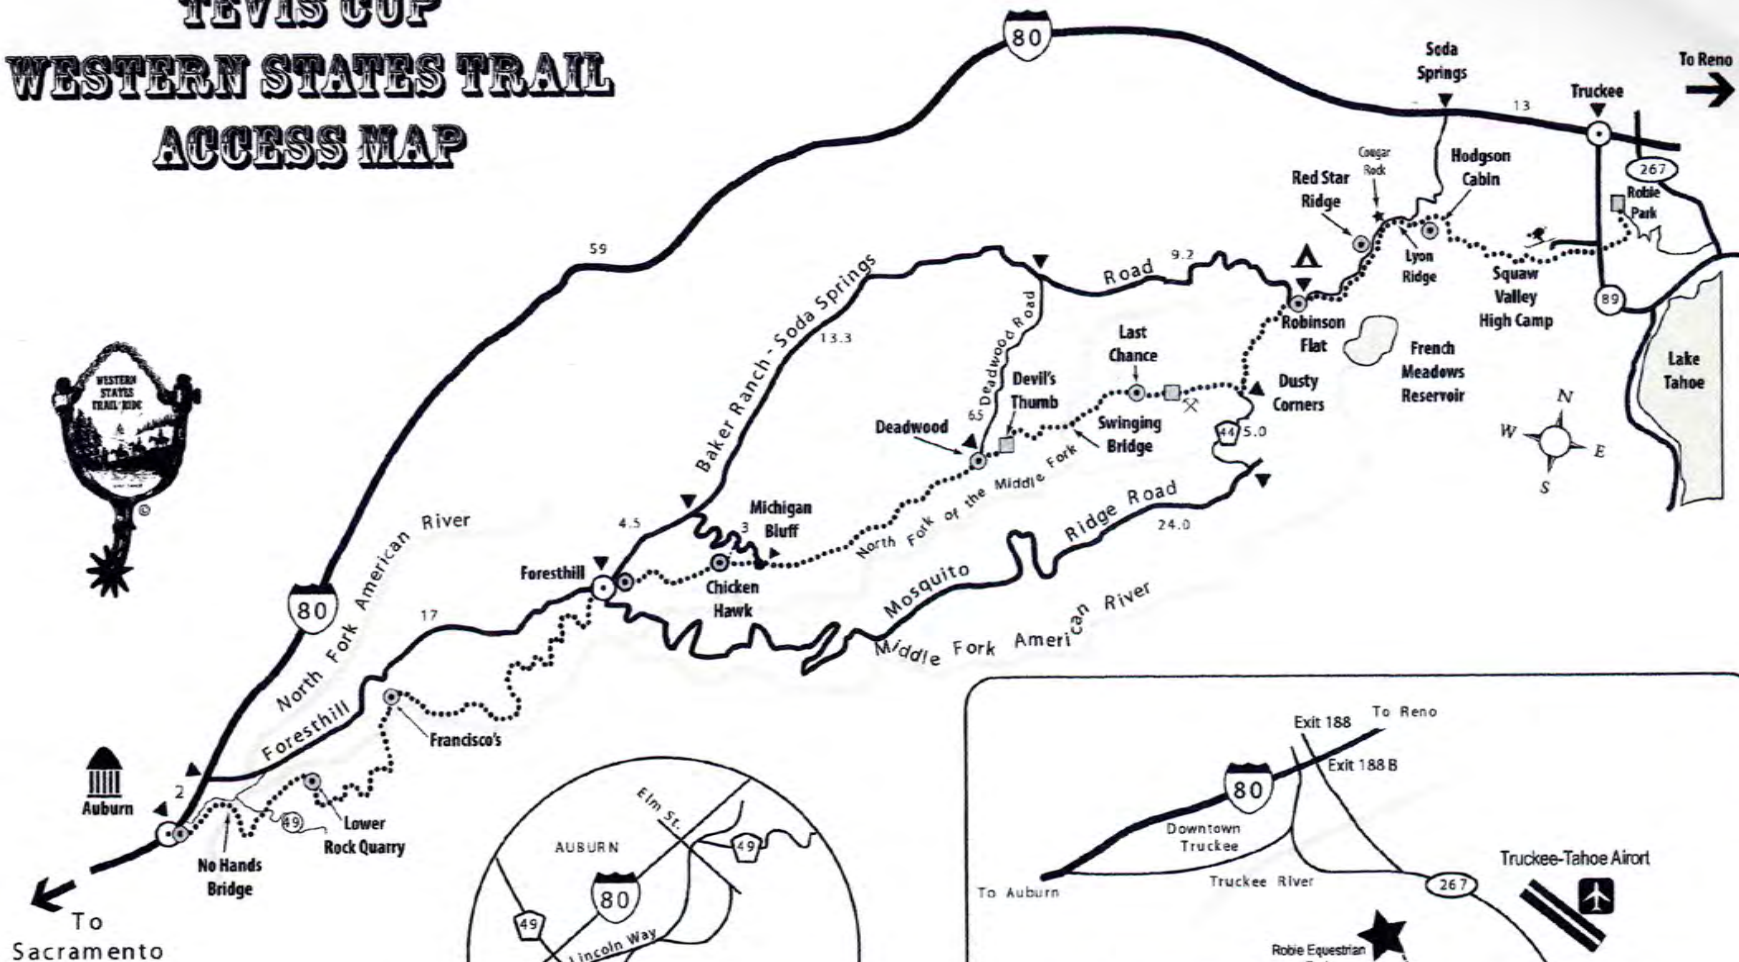 TEVIS CUP
WESTERN STATES TRAIL
ACCESS MAP
80
Soda
Springs
To Reno
13
Truckee
267
Robie
Park
Cougar
Rock
Hodgson
Cabin
Red Star
Ridge
Lyon
Ridge
Squaw
Valley
High Camp
89
Lake
Tahoe
59
Baker Ranch - Soda Springs
Road
9.2
13.3
Deadwood Road
6.5
Robinson
Flat
French
Meadows
Reservoir
Last
Chance
Devil's
Thumb
Dusty
Corners
Deadwood
Swinging
Bridge
44
5.0
N
W
E
S
WESTERN
STATES
TRAIL RIDE
©
North Fork American River
4.5
3
Michigan
Bluff
North Fork of the Middle Fork
Mosquito Ridge Road
24.0
Foresthill
Chicken
Hawk
Middle Fork American River
80
17
Foresthill
Francisco's
Auburn
2
49
Lower
Rock Quarry
No Hands
Bridge
To
Sacramento
Elm St.
AUBURN
49
80
49
Lincoln Way
Exit 188
To Reno
Exit 188 B
80
Downtown
Truckee
To Auburn
Truckee River
267
Truckee-Tahoe Airort
Robie Equestrian